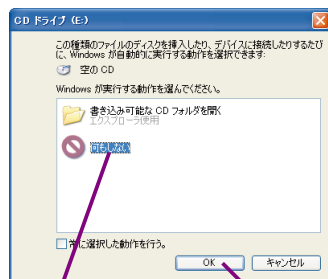 CD ドライブ (E:)
この種類のファイルのディスクを挿入したり、デバイスに接続したりするたび
に、Windows が自動的に実行する動作を選択できます:
空の CD
Windows が実行する動作を選んでください。
書き込み可能な CD フォルダを開く
エクスプローラ使用
何もしない
常に選択した動作を行う。
OK
キャンセル